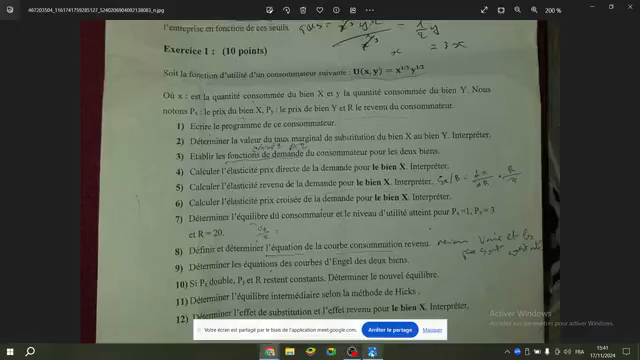 467203504_1161741759285127_5240206904082138083_n.jpg
200 %
l'entreprise en fonction de ces seuils.
= 3x
Exercice 1 : (10 points)
Soit la fonction d'utilité d'un consommateur suivante : U(x,y) = x^{1/3} y^{1/3}
Où x : est la quantité consommée du bien X et y la quantité consommée du bien Y. Nous
notons Pₓ : le prix du bien X, Pᵧ : le prix de bien Y et R le revenu du consommateur.
1) Ecrire le programme de ce consommateur.
2) Déterminer la valeur du taux marginal de substitution du bien X au bien Y. Interpréter.
3) Etablir les fonctions de demande du consommateur pour les deux biens.
4) Calculer l'élasticité prix directe de la demande pour le bien X. Interpréter.
5) Calculer l'élasticité revenu de la demande pour le bien X. Interpréter.
6) Calculer l'élasticité prix croisée de la demande pour le bien X. Interpréter.
7) Déterminer l'équilibre du consommateur et le niveau d'utilité atteint pour Pₓ=1, Pᵧ=3
et R = 20.
8) Définir et déterminer l'équation de la courbe consommation revenu.
9) Déterminer les équations des courbes d'Engel des deux biens.
10) Si Pₓ double, Pᵧ et R restent constants. Déterminer le nouvel équilibre.
11) Déterminer l'équilibre intermédiaire selon la méthode de Hicks.
12) Déterminer l'effet de substitution et l'effet revenu pour le bien X. Interpréter.
Activer Windows
Accédez aux paramètres pour activer Windows.
Votre écran est partagé par le biais de l'application meet.google.com.
Arrêter le partage
Masquer
FRA
15:41
17/11/2024